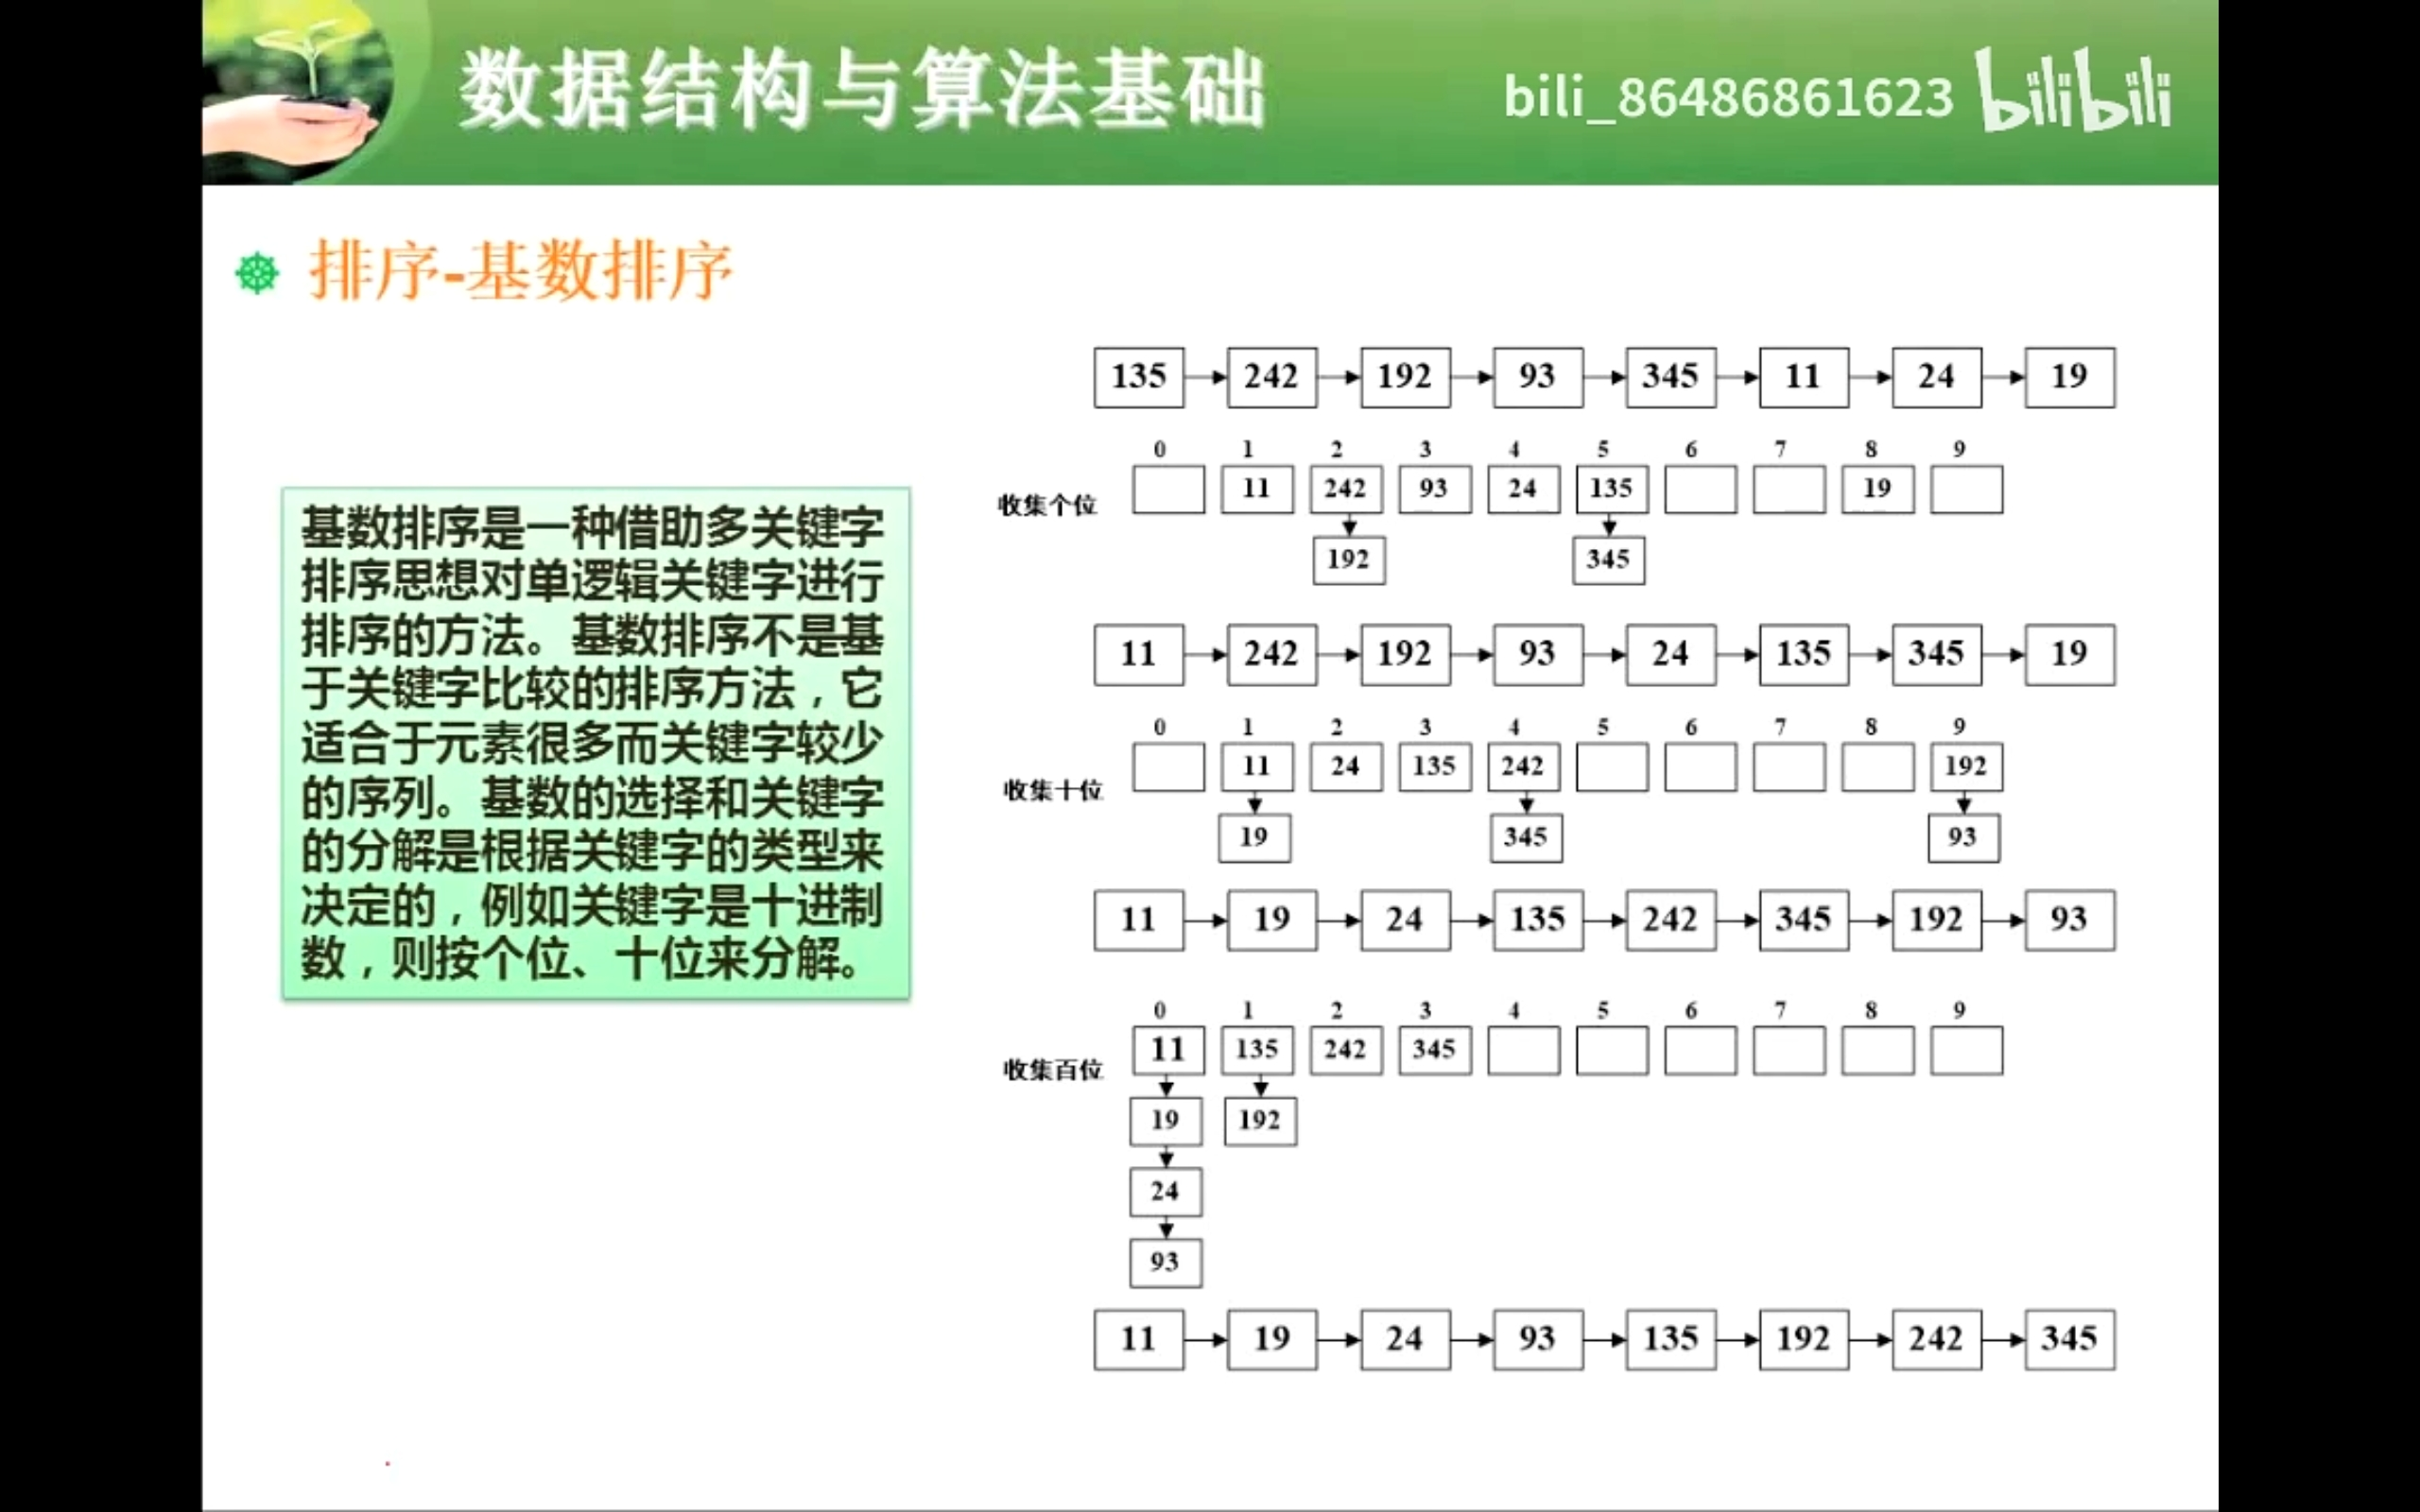 数据结构与算法基础
bili_86486861623 bilibili
排序-基数排序
基数排序是一种借助多关键字
排序思想对单逻辑关键字进行
排序的方法。基数排序不是基
于关键字比较的排序方法，它
适合于元素很多而关键字较少
的序列。基数的选择和关键字
的分解是根据关键字的类型来
决定的，例如关键字是十进制
数，则按个位、十位来分解。
135 242 192 93 345 11 24 19
0 1 2 3 4 5 6 7 8 9
收集个位 11 242 93 24 135 19
192 345
11 242 192 93 24 135 345 19
0 1 2 3 4 5 6 7 8 9
收集十位 11 24 135 242 192
19 345 93
11 19 24 135 242 345 192 93
0 1 2 3 4 5 6 7 8 9
收集百位 11 135 242 345
19 192
24
93
11 19 24 93 135 192 242 345